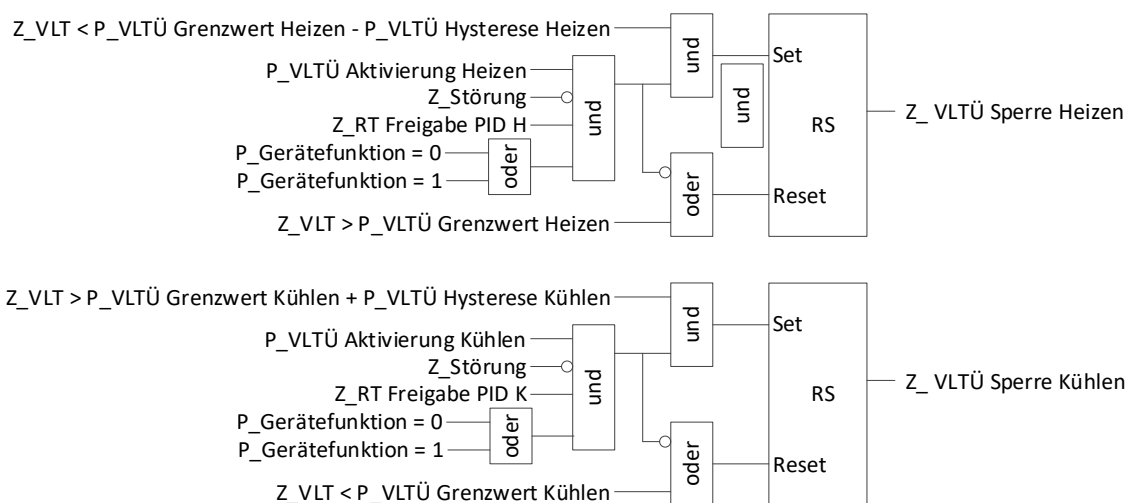 Z_VLT < P_VLTÜ Grenzwert Heizen - P_VLTÜ Hysterese Heizen
und
Set
P_VLTÜ Aktivierung Heizen
Z_Störung
und
und
Z_RT Freigabe PID H
RS
Z_ VLTÜ Sperre Heizen
P_Gerätefunktion = 0
oder
P_Gerätefunktion = 1
oder
Reset
Z_VLT > P_VLTÜ Grenzwert Heizen
Z_VLT > P_VLTÜ Grenzwert Kühlen + P_VLTÜ Hysterese Kühlen
und
Set
P_VLTÜ Aktivierung Kühlen
Z_Störung
und
Z_RT Freigabe PID K
RS
Z_ VLTÜ Sperre Kühlen
P_Gerätefunktion = 0
oder
P_Gerätefunktion = 1
oder
Reset
Z_VLT < P_VLTÜ Grenzwert Kühlen